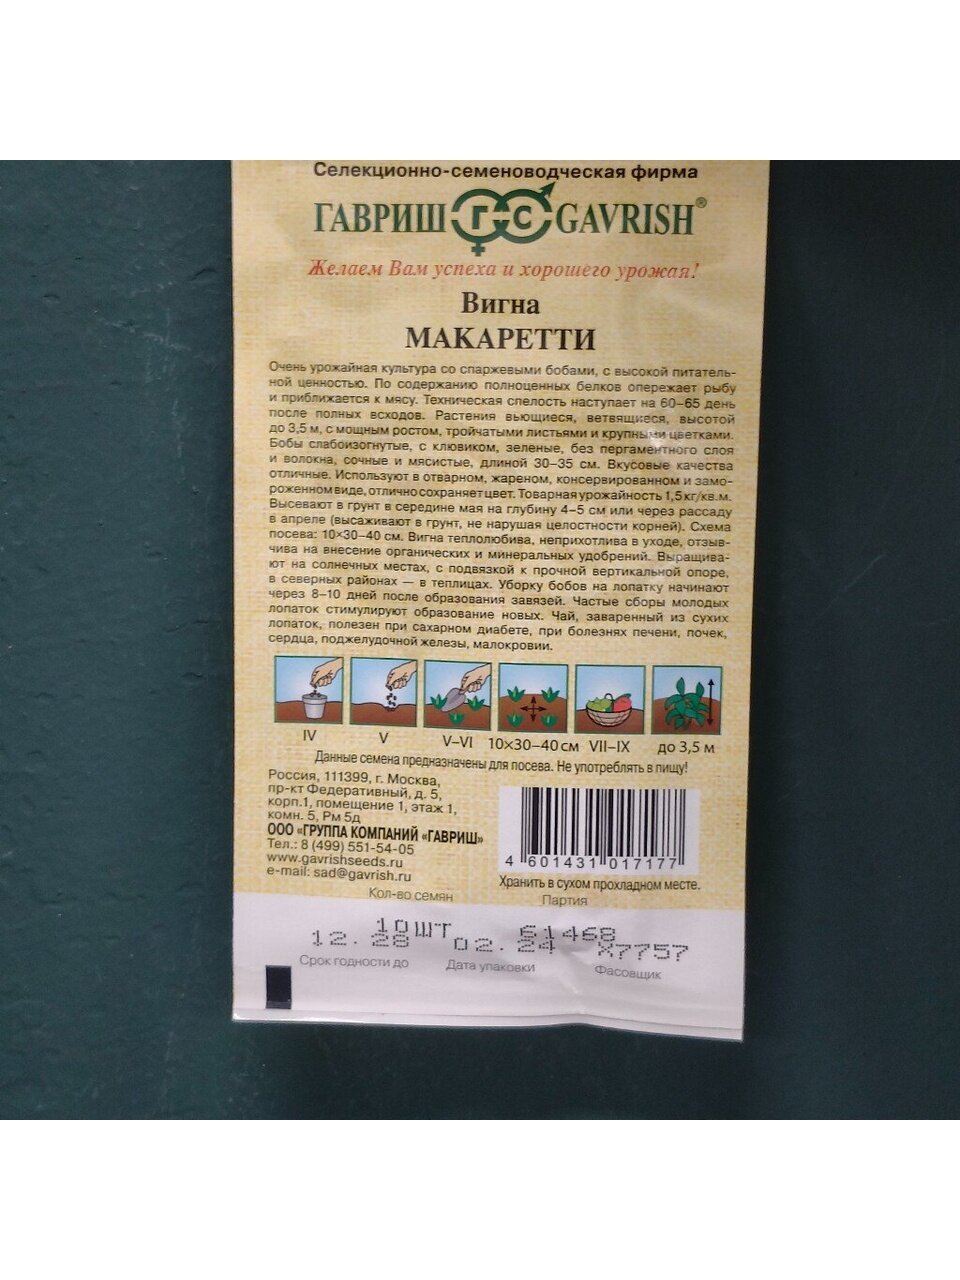 Селекционно-семеноводческая фирма
ГАВРИШ ГС GAVRISH®
Желаем Вам успеха и хорошего урожая!
Вигна
МАКАРЕТТИ
Очень урожайная культура со спаржевыми бобами, с высокой питатель-
ной ценностью. По содержанию полноценных белков опережает рыбу
и приближается к мясу. Техническая спелость наступает на 60–65 день
после полных всходов. Растения вьющиеся, ветвящиеся, высотой
до 3,5 м, с мощным ростом, тройчатыми листьями и крупными цветками.
Бобы слабоизогнутые, с клювиком, зеленые, без пергаментного слоя
и волокна, сочные и мясистые, длиной 30–35 см. Вкусовые качества
отличные. Используют в отварном, жареном, консервированном и замо-
роженном виде, отлично сохраняет цвет. Товарная урожайность 1,5 кг/кв.м.
Высевают в грунт в середине мая на глубину 4–5 см или через рассаду
в апреле (высаживают в грунт, не нарушая целостности корней). Схема
посева: 10×30–40 см. Вигна теплолюбива, неприхотлива в уходе, отзыв-
чива на внесение органических и минеральных удобрений. Выращива-
ют на солнечных местах, с подвязкой к прочной вертикальной опоре,
в северных районах — в теплицах. Уборку бобов на лопатку начинают
через 8–10 дней после образования завязей. Частые сборы молодых
лопаток стимулируют образование новых. Чай, заваренный из сухих
лопаток, полезен при сахарном диабете, при болезнях печени, почек,
сердца, поджелудочной железы, малокровии.
IV V V–VI 10×30–40 см VII–IX до 3,5 м
Данные семена предназначены для посева. Не употреблять в пищу!
Россия, 111399, г. Москва,
пр-кт Федеративный, д. 5,
корп.1, помещение 1, этаж 1,
комн. 5, Рм 5д
ООО «ГРУППА КОМПАНИЙ «ГАВРИШ»
Тел.: 8 (499) 551-54-05
www.gavrishseeds.ru
e-mail: sad@gavrish.ru
4 601431 017177
Хранить в сухом прохладном месте.
Кол-во семян Партия
10шт 61468
12. 28 02. 24 X7757
Срок годности до Дата упаковки Фасовщик